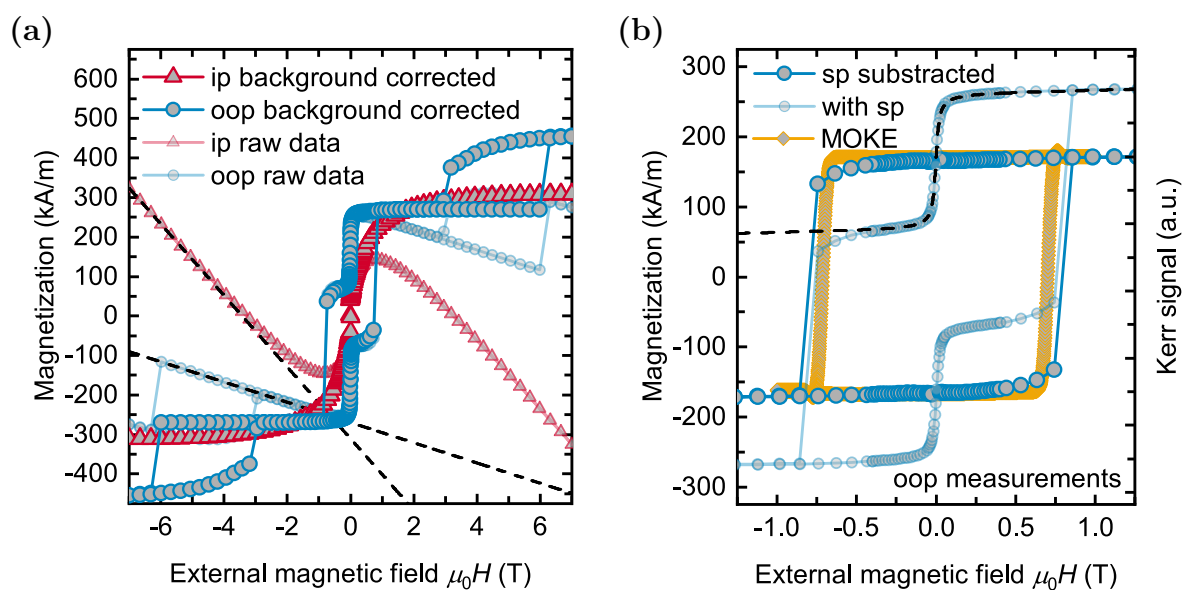 (a)
Magnetization (kA/m)
600
500
400
300
200
100
0
-100
-200
-300
-400
ip background corrected
oop background corrected
ip raw data
oop raw data
-6 -4 -2 0 2 4 6
External magnetic field μ0H (T)
(b)
Magnetization (kA/m)
300
200
100
0
-100
-200
-300
sp substracted
with sp
MOKE
oop measurements
-1.0 -0.5 0.0 0.5 1.0
External magnetic field μ0H (T)
Kerr signal (a.u.)